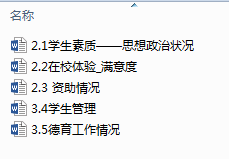 名称
2.1学生素质——思想政治状况
2.2在校体验_满意度
2.3 资助情况
3.4学生管理
3.5德育工作情况